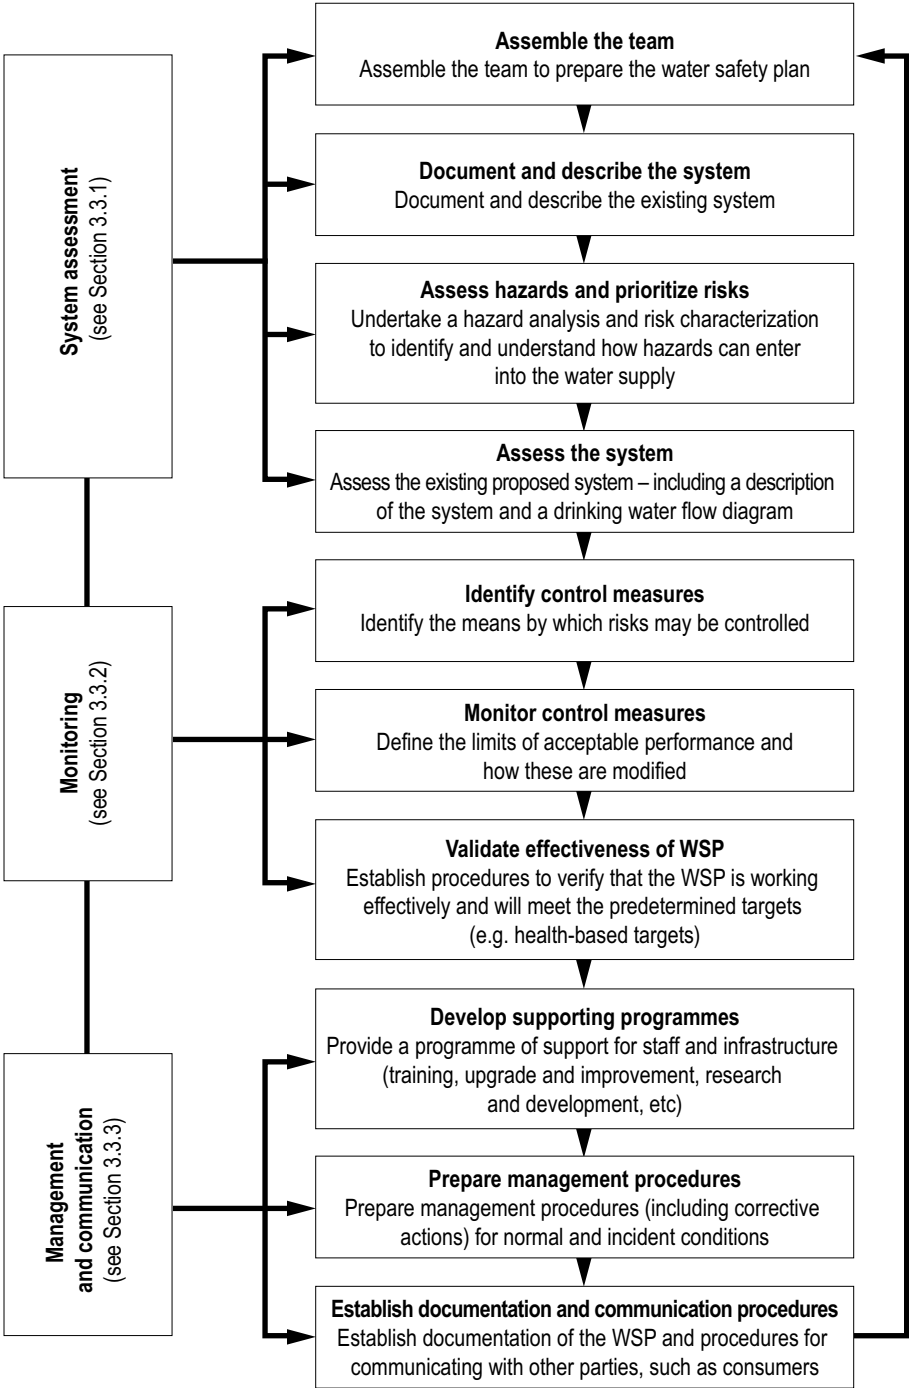 System assessment
(see Section 3.3.1)
Assemble the team
Assemble the team to prepare the water safety plan
Document and describe the system
Document and describe the existing system
Assess hazards and prioritize risks
Undertake a hazard analysis and risk characterization
to identify and understand how hazards can enter
into the water supply
Assess the system
Assess the existing proposed system – including a description
of the system and a drinking water flow diagram
Monitoring
(see Section 3.3.2)
Identify control measures
Identify the means by which risks may be controlled
Monitor control measures
Define the limits of acceptable performance and
how these are modified
Validate effectiveness of WSP
Establish procedures to verify that the WSP is working
effectively and will meet the predetermined targets
(e.g. health-based targets)
Management
and communication
(see Section 3.3.3)
Develop supporting programmes
Provide a programme of support for staff and infrastructure
(training, upgrade and improvement, research
and development, etc)
Prepare management procedures
Prepare management procedures (including corrective
actions) for normal and incident conditions
Establish documentation and communication procedures
Establish documentation of the WSP and procedures for
communicating with other parties, such as consumers